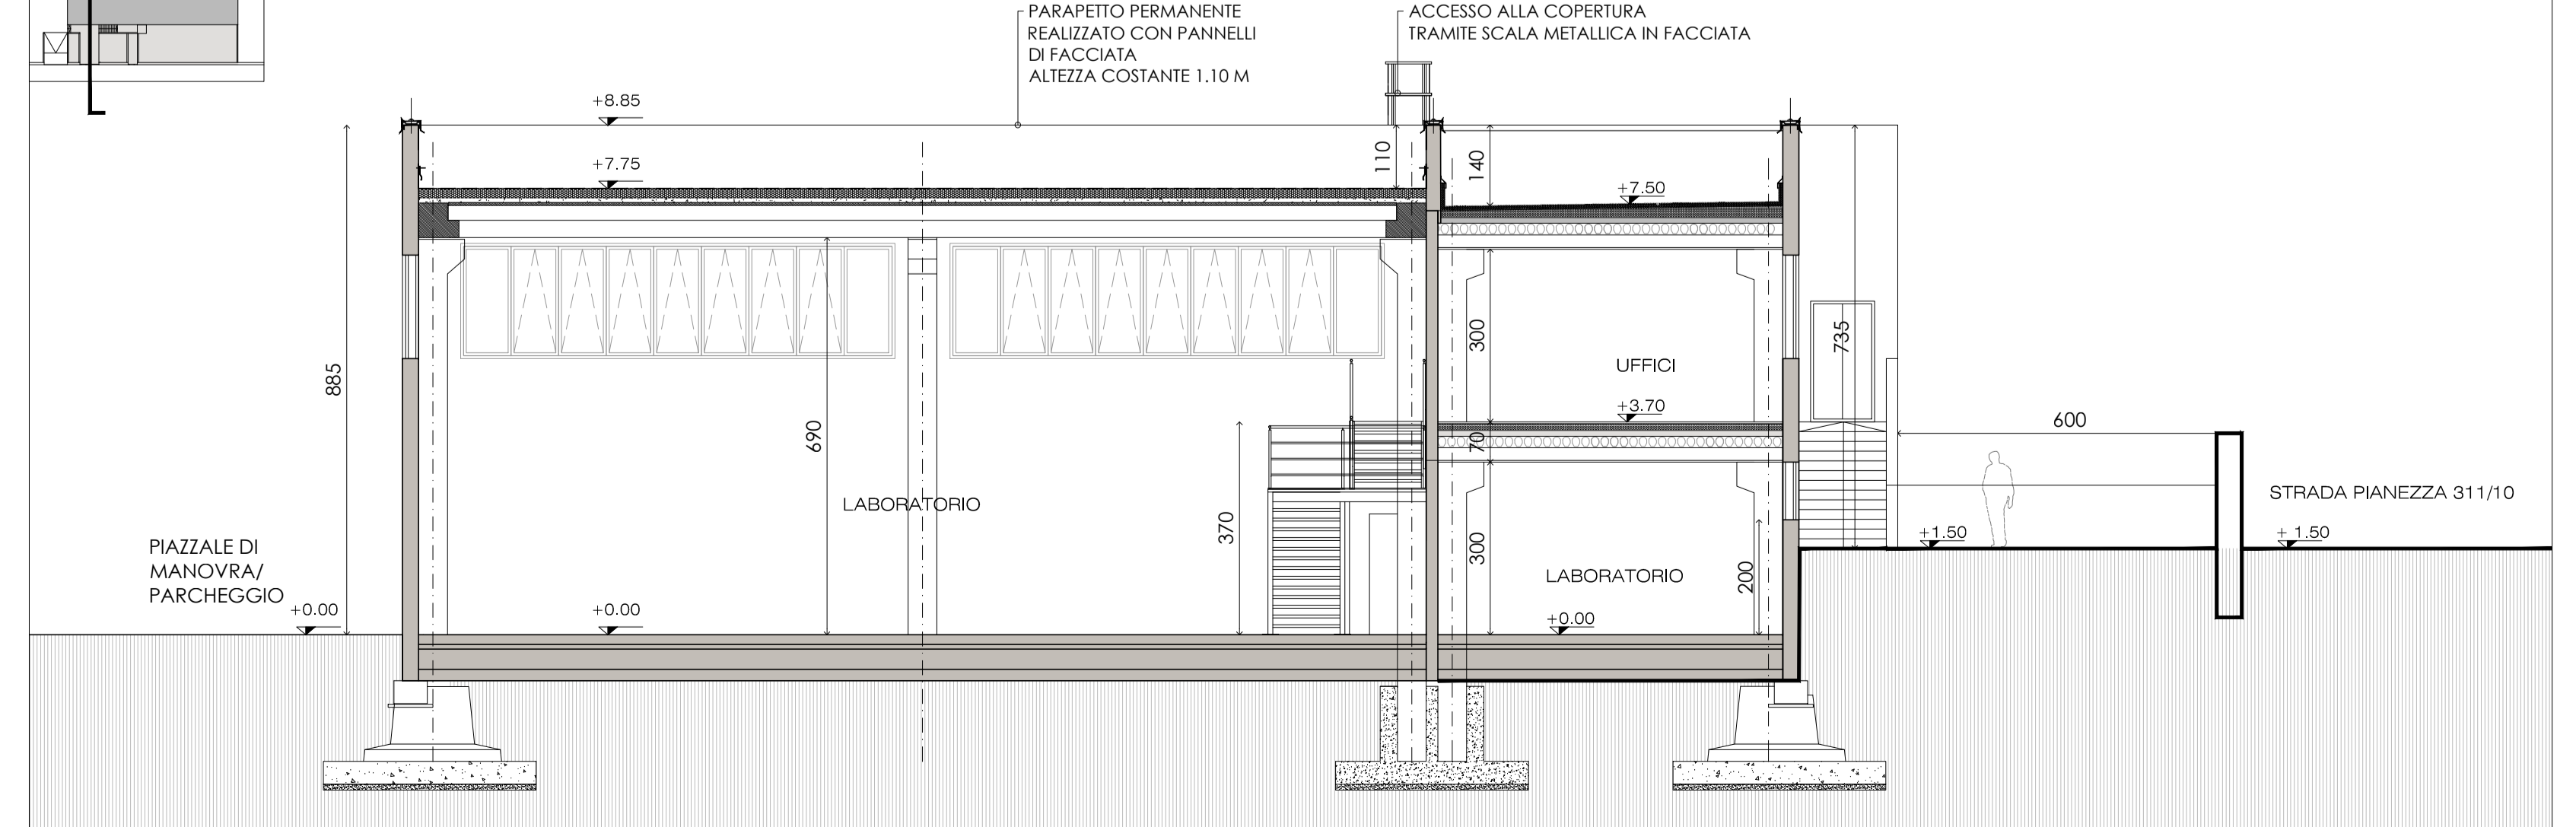 PARAPETTO PERMANENTE
REALIZZATO CON PANNELLI
DI FACCIATA
ALTEZZA COSTANTE 1.10 M
ACCESSO ALLA COPERTURA
TRAMITE SCALA METALLICA IN FACCIATA
+8.85
+7.75
110
140
+7.50
885
690
300
735
UFFICI
+3.70
70
600
LABORATORIO
370
STRADA PIANEZZA 311/10
+1.50
+ 1.50
PIAZZALE DI
MANOVRA/
PARCHEGGIO
+0.00
+0.00
300
LABORATORIO
200
+0.00